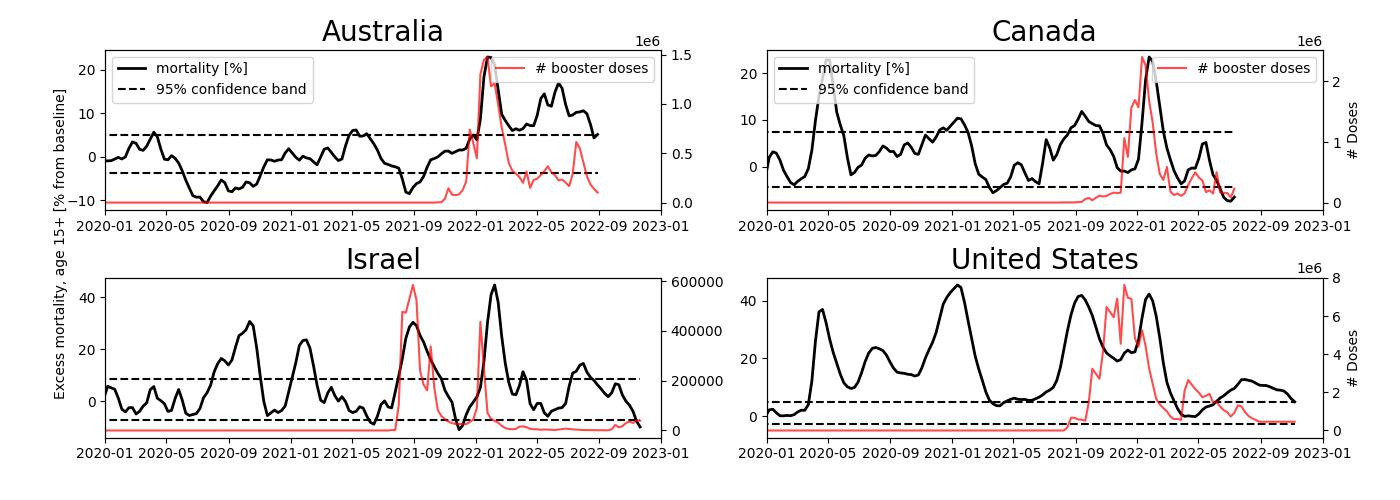 Australia
1e6
mortality [%]
95% confidence band
# booster doses
20
10
0
−10
1.5
1.0
0.5
0.0
2020-01 2020-05 2020-09 2021-01 2021-05 2021-09 2022-01 2022-05 2022-09 2023-01
Canada
1e6
mortality [%]
95% confidence band
# booster doses
20
10
0
2
1
0
# Doses
2020-01 2020-05 2020-09 2021-01 2021-05 2021-09 2022-01 2022-05 2022-09 2023-01
Excess mortality, age 15+ [% from baseline]
Israel
40
20
0
600000
400000
200000
0
2020-01 2020-05 2020-09 2021-01 2021-05 2021-09 2022-01 2022-05 2022-09 2023-01
United States
1e6
40
20
0
8
6
4
2
0
# Doses
2020-01 2020-05 2020-09 2021-01 2021-05 2021-09 2022-01 2022-05 2022-09 2023-01